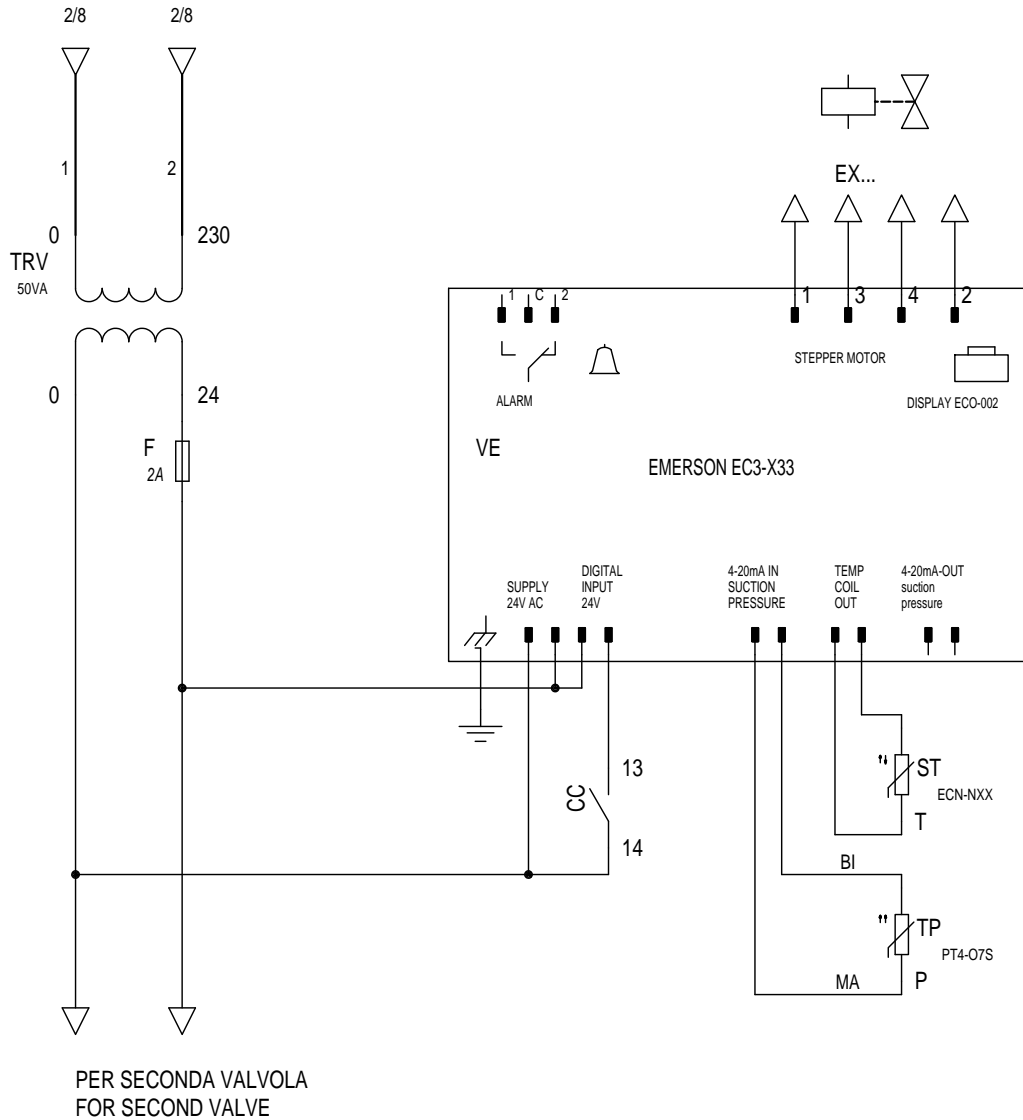 2/8 2/8
1 2
EX...
0 230
TRV
50VA
1 C 2
1 3 4 2
STEPPER MOTOR
ALARM
DISPLAY ECO-002
0 24
F
2A
VE
EMERSON EC3-X33
SUPPLY
24V AC
DIGITAL
INPUT
24V
4-20mA IN
SUCTION
PRESSURE
TEMP
COIL
OUT
4-20mA-OUT
suction
pressure
13
CC
14
ST
ECN-NXX
T
BI
TP
PT4-O7S
MA P
PER SECONDA VALVOLA
FOR SECOND VALVE